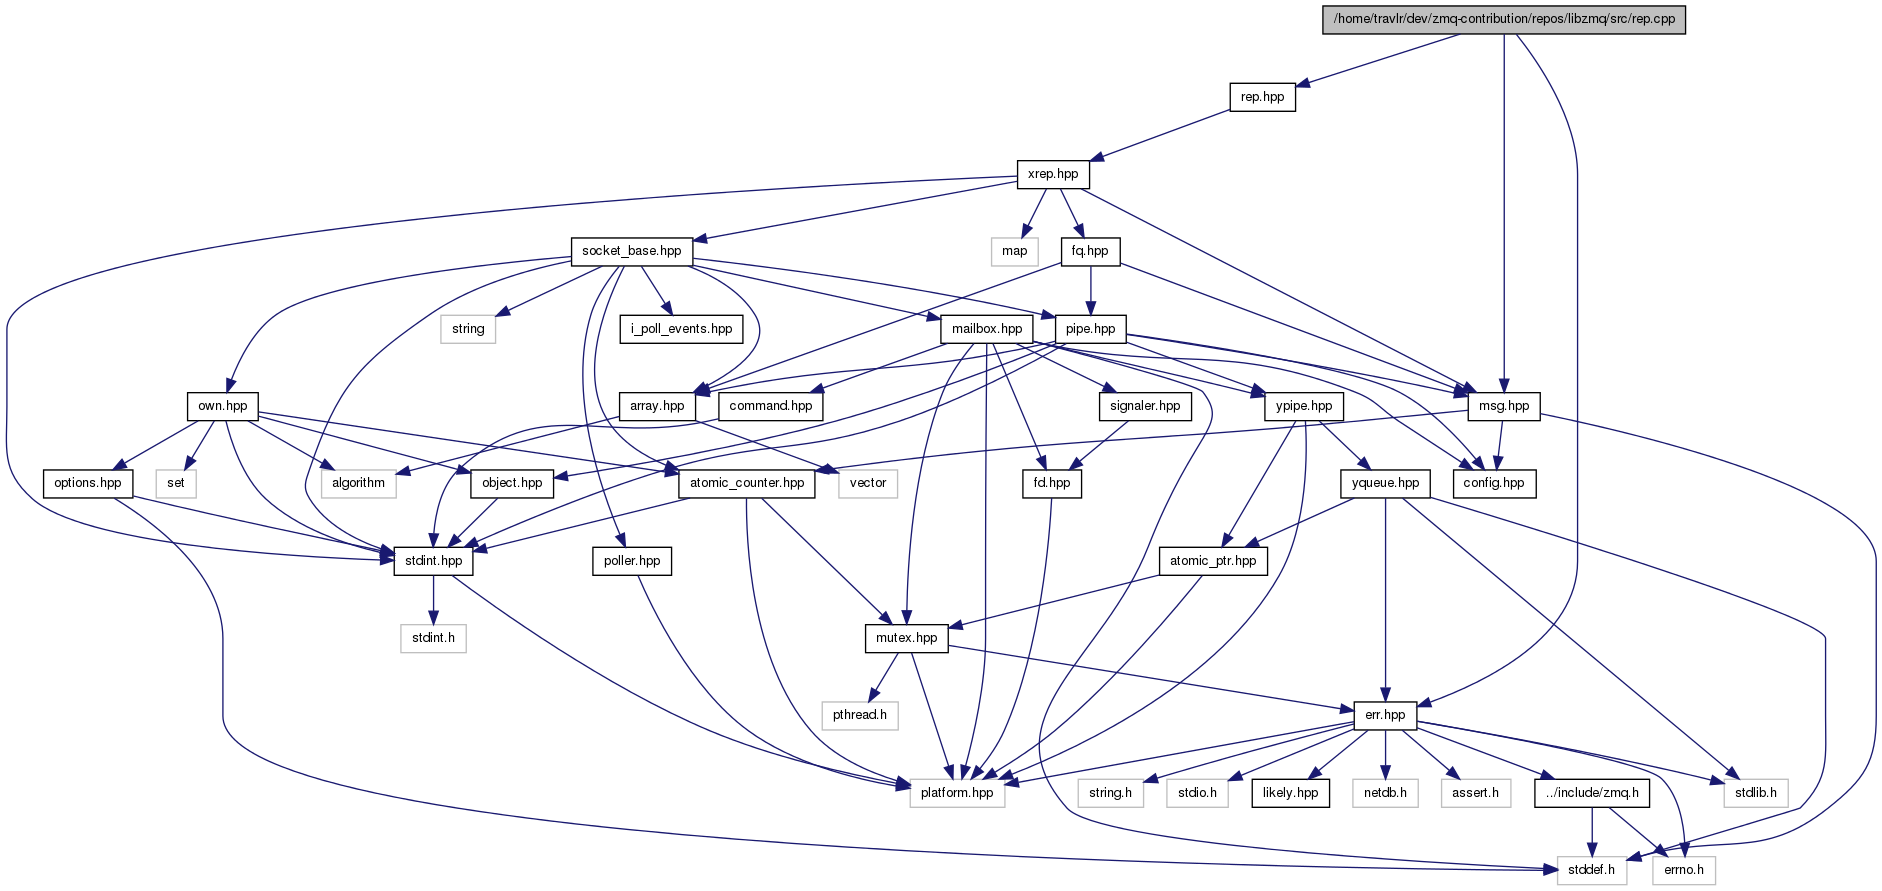 /home/travlr/dev/zmq-contribution/repos/libzmq/src/rep.cpp
rep.hpp
xrep.hpp
socket_base.hpp
map
fq.hpp
string
i_poll_events.hpp
mailbox.hpp
pipe.hpp
own.hpp
array.hpp
command.hpp
signaler.hpp
ypipe.hpp
msg.hpp
options.hpp
set
algorithm
object.hpp
atomic_counter.hpp
vector
fd.hpp
yqueue.hpp
config.hpp
stdint.hpp
poller.hpp
atomic_ptr.hpp
stdint.h
mutex.hpp
pthread.h
err.hpp
platform.hpp
string.h
stdio.h
likely.hpp
netdb.h
assert.h
../include/zmq.h
stdlib.h
stddef.h
errno.h